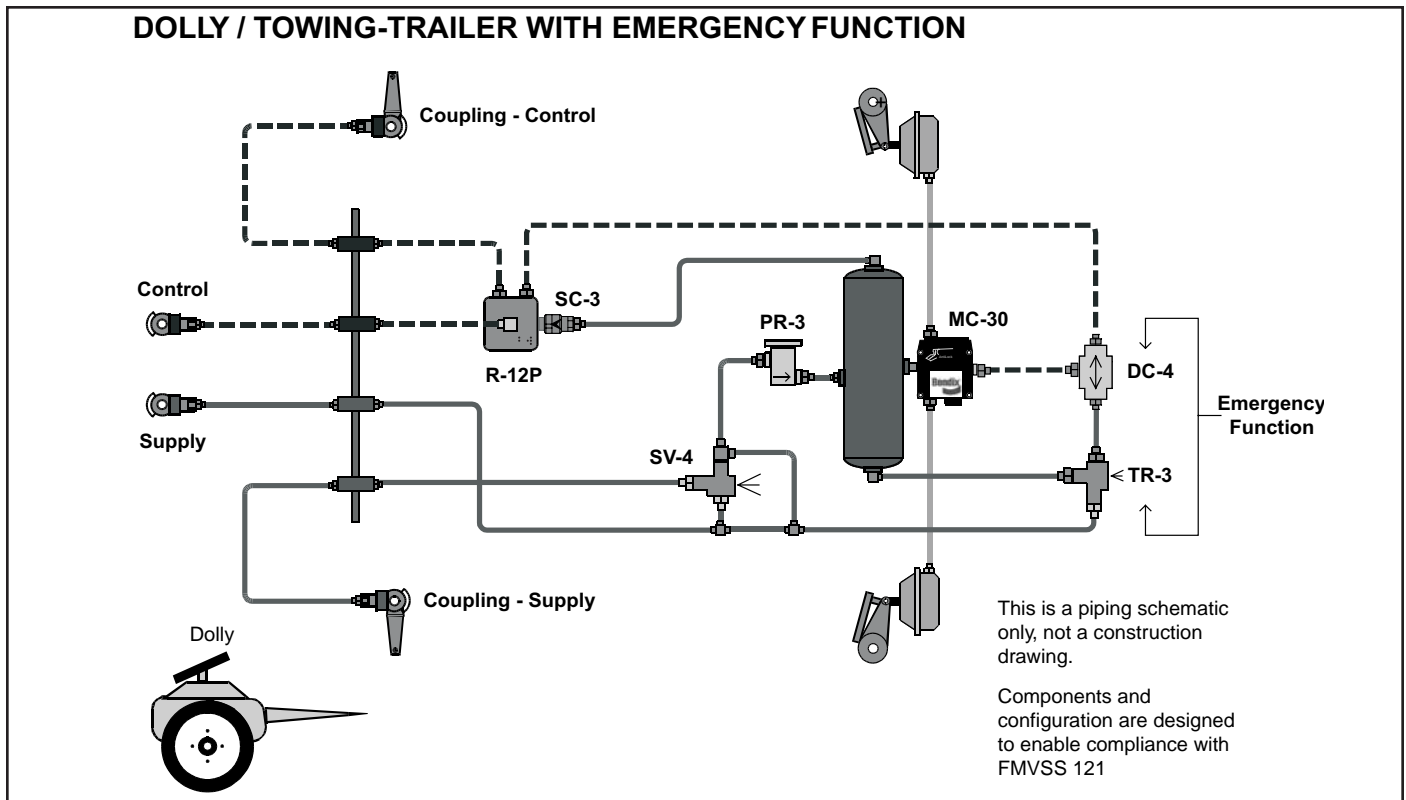 DOLLY / TOWING-TRAILER WITH EMERGENCY FUNCTION
Coupling - Control
Control
SC-3
R-12P
Supply
PR-3
MC-30
Bendix
DC-4
Emergency
Function
SV-4
TR-3
Coupling - Supply
Dolly
This is a piping schematic
only, not a construction
drawing.
Components and
configuration are designed
to enable compliance with
FMVSS 121